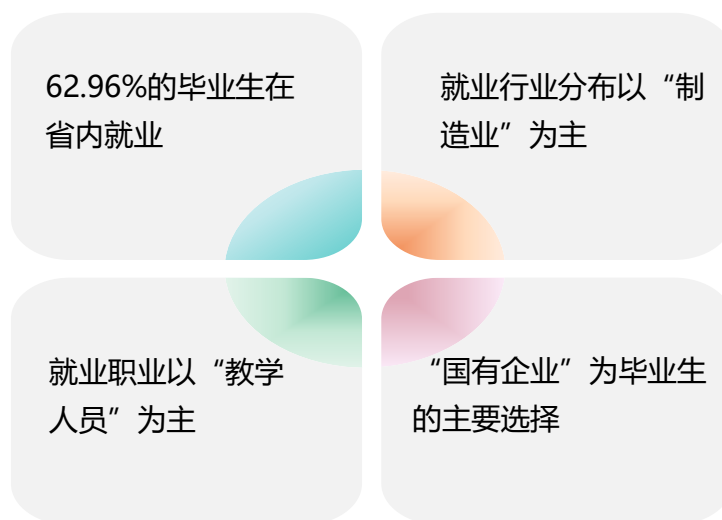 62.96%的毕业生在
省内就业
就业行业分布以“制
造业”为主
就业职业以“教学
人员”为主
“国有企业”为毕业生
的主要选择